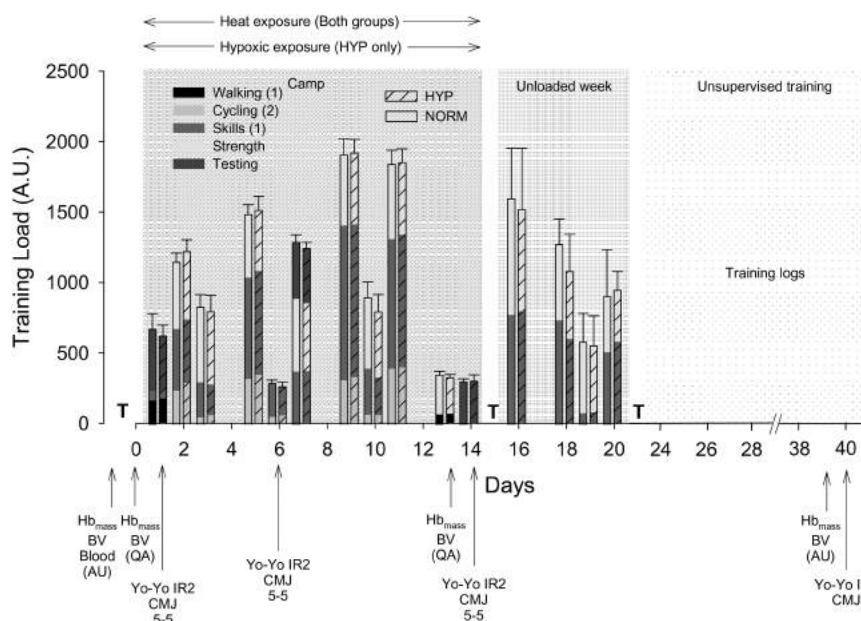 Heat exposure (Both groups)
Hypoxic exposure (HYP only)
Training Load (A.U.)
2500
2000
1500
1000
500
0
Camp
Unloaded week
Unsupervised training
Walking (1)
Cycling (2)
Skills (1)
Strength
Testing
HYP
NORM
Training logs
T
T
T
0 2 4 6 8 10 12 14 16 18 20 24 26 28 38 40
Days
Hbmass
BV
Blood
(AU)
Hbmass
BV
(QA)
Yo-Yo IR2
CMJ
5-5
Yo-Yo IR2
CMJ
5-5
Hbmass
BV
(QA)
Yo-Yo IR2
CMJ
5-5
Hbmass
BV
(AU)
Yo-Yo I
CMJ